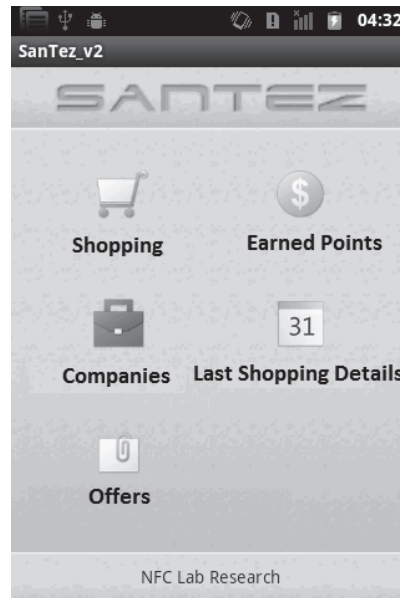 04:32
SanTez_v2
SANTEZ
Shopping
Earned Points
31
Companies
Last Shopping Details
Offers
NFC Lab Research